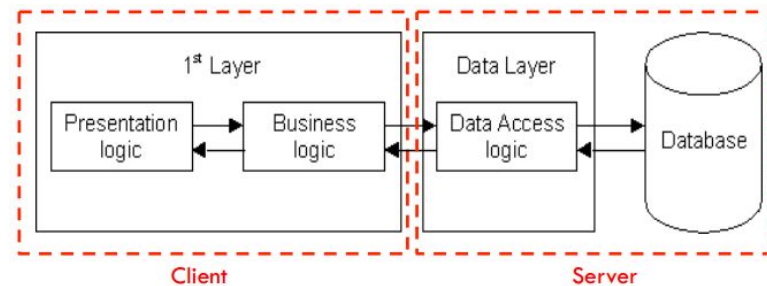 1st Layer
Data Layer
Presentation
logic
Business
logic
Data Access
logic
Database
Client
Server